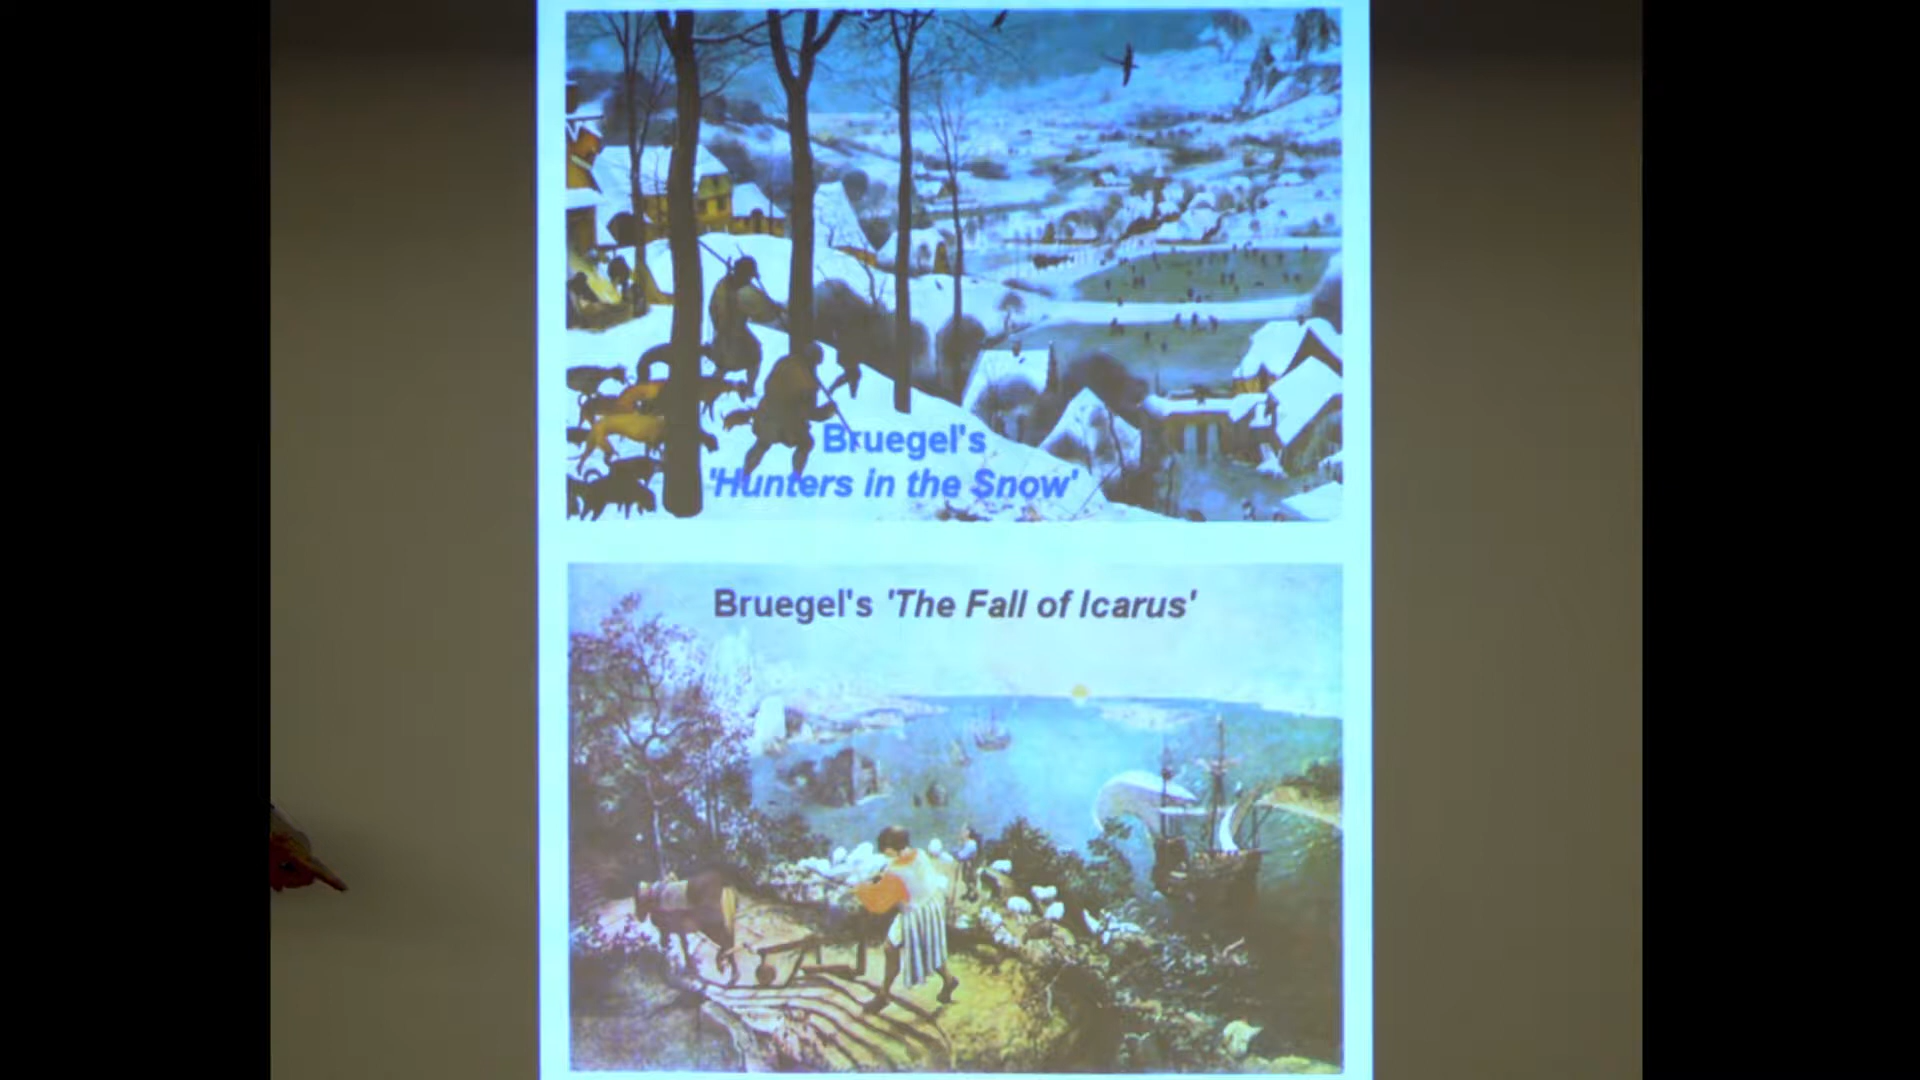 Bruegel's
'Hunters in the Snow'
Bruegel's 'The Fall of Icarus'